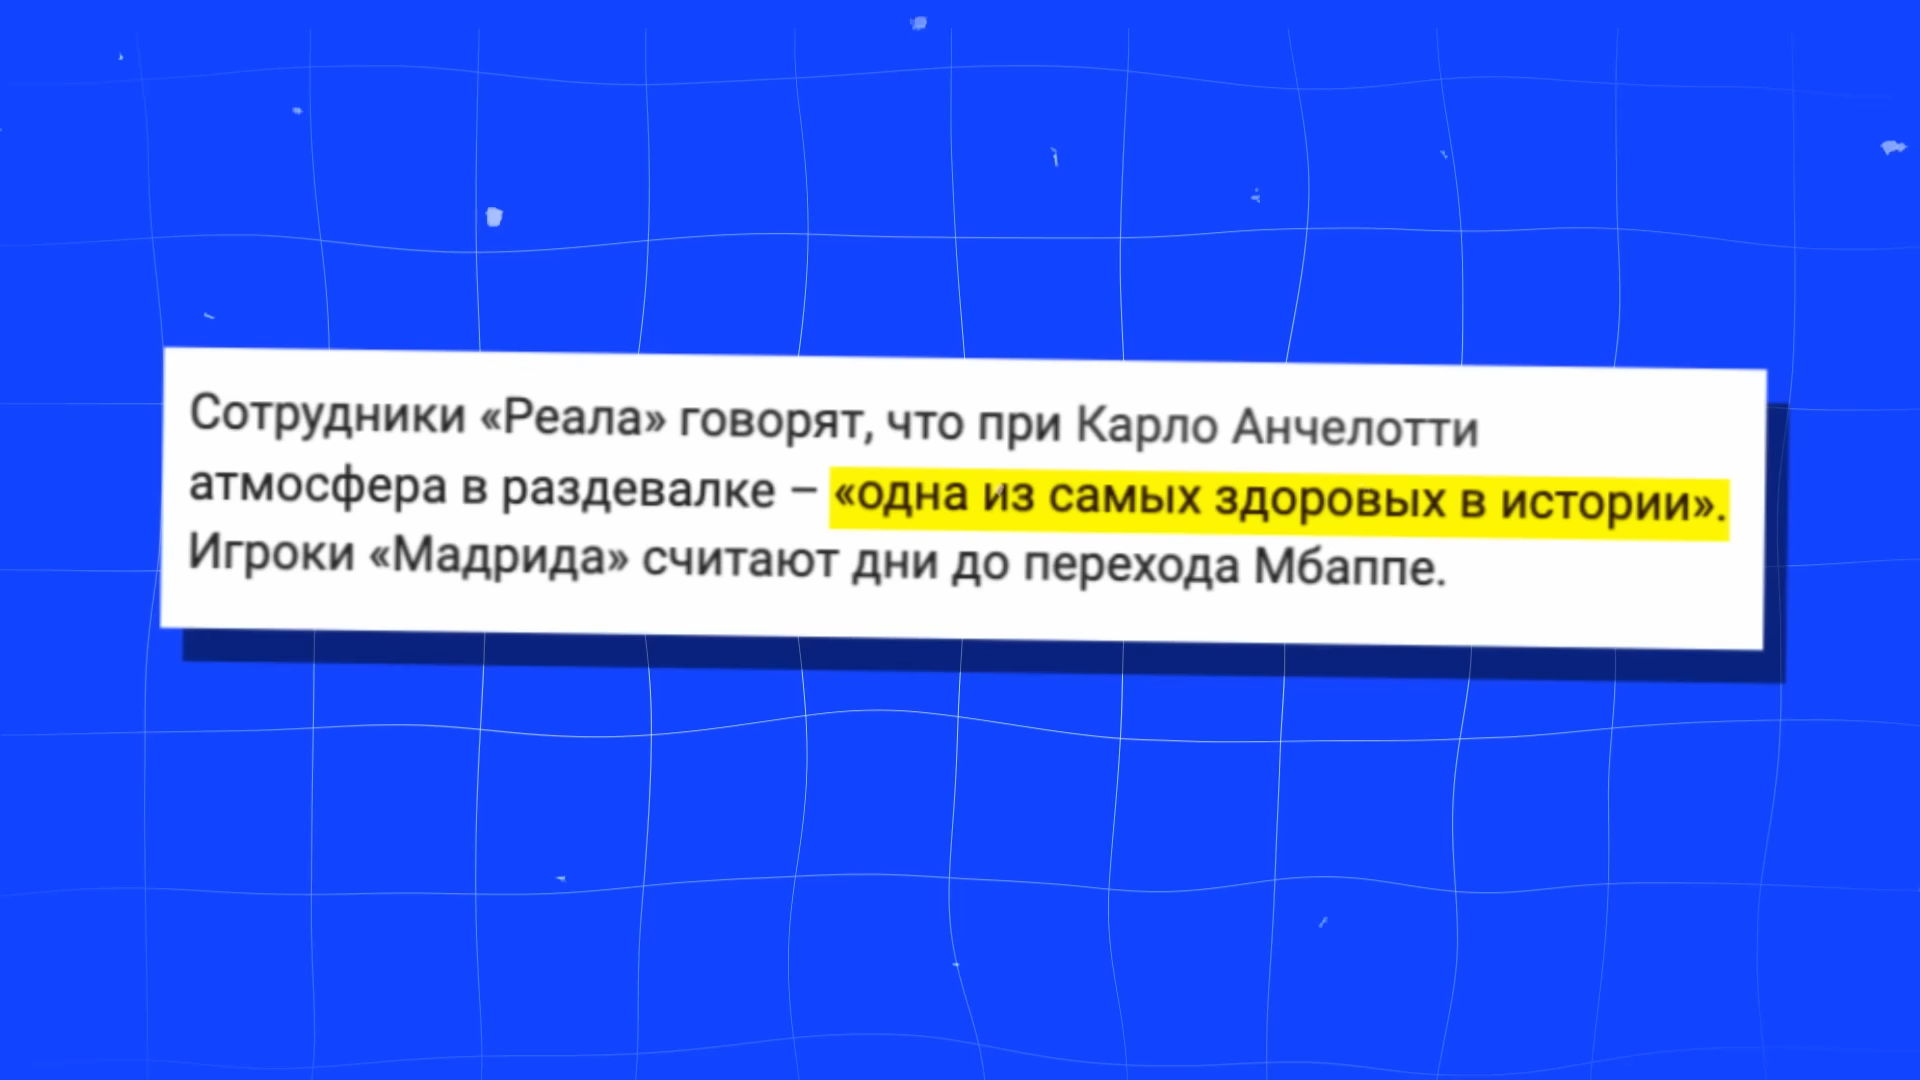 Сотрудники «Реала» говорят, что при Карло Анчелотти
атмосфера в раздевалке – «одна из самых здоровых в истории».
Игроки «Мадрида» считают дни до перехода Мбаппе.